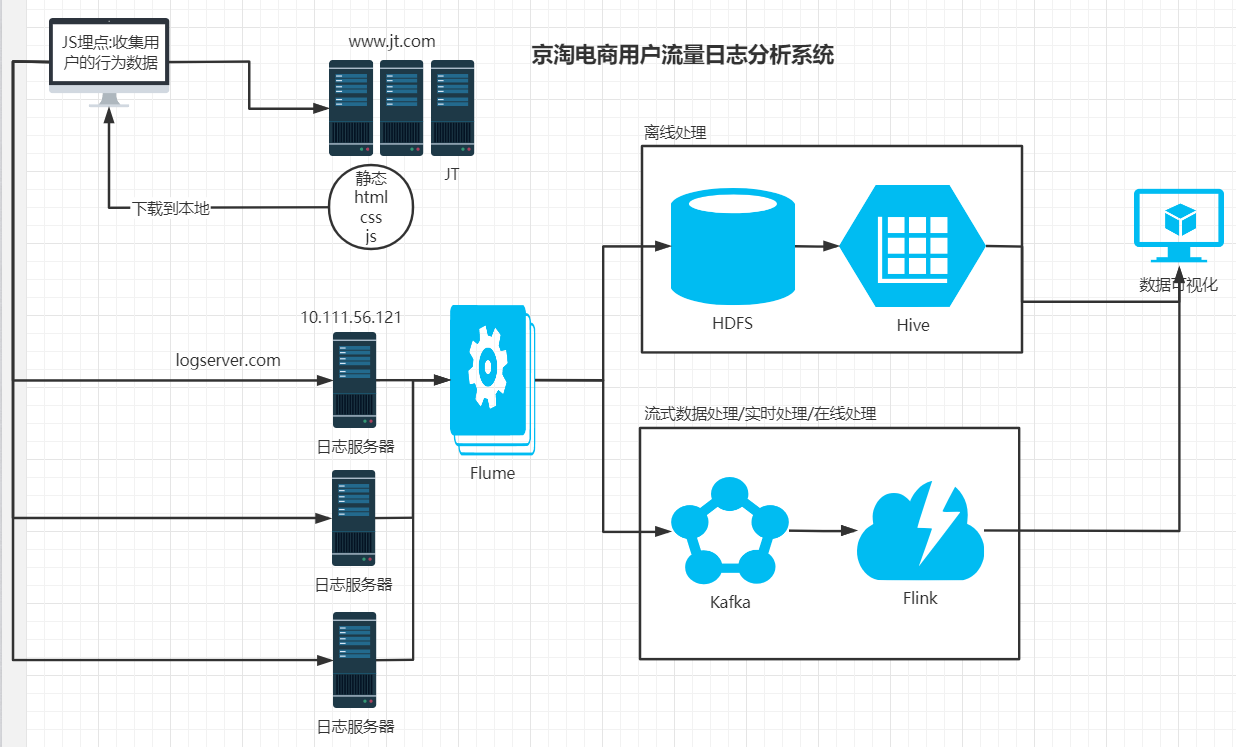 京淘电商用户流量日志分析系统
JS埋点:收集用
户的行为数据
www.jt.com
JT
静态
html
css
js
下载到本地
10.111.56.121
logserver.com
日志服务器
日志服务器
日志服务器
Flume
离线处理
HDFS
Hive
流式数据处理/实时处理/在线处理
Kafka
Flink
数据可视化